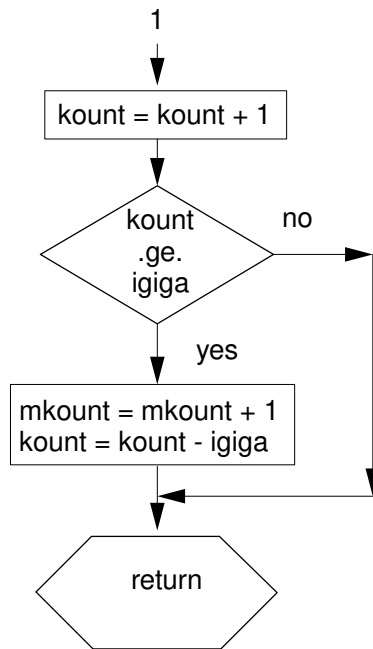 1
kount = kount + 1
kount
.ge.
igiga
no
yes
mkount = mkount + 1
kount = kount - igiga
return